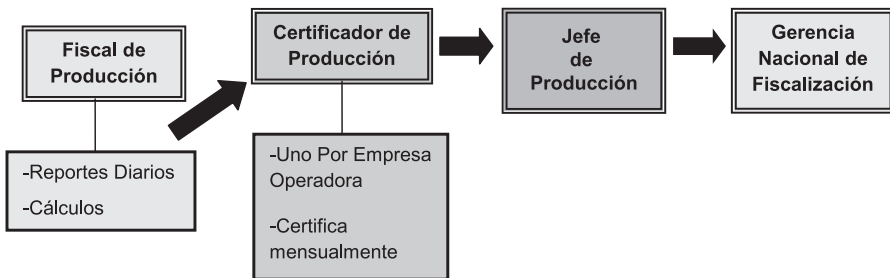 Fiscal de
Producción
-Reportes Diarios
-Cálculos
Certificador de
Producción
-Uno Por Empresa
Operadora
-Certifica
mensualmente
Jefe
de
Producción
Gerencia
Nacional de
Fiscalización